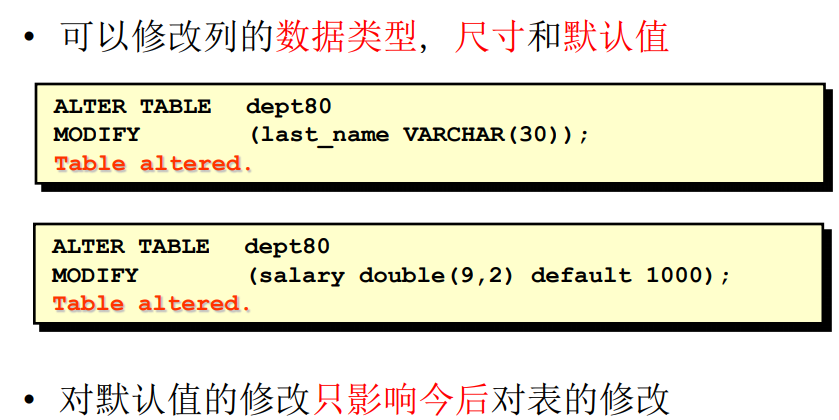 • 可以修改列的数据类型，尺寸和默认值
ALTER TABLE dept80
MODIFY (last_name VARCHAR(30));
Table altered.
ALTER TABLE dept80
MODIFY (salary double(9,2) default 1000);
Table altered.
• 对默认值的修改只影响今后对表的修改